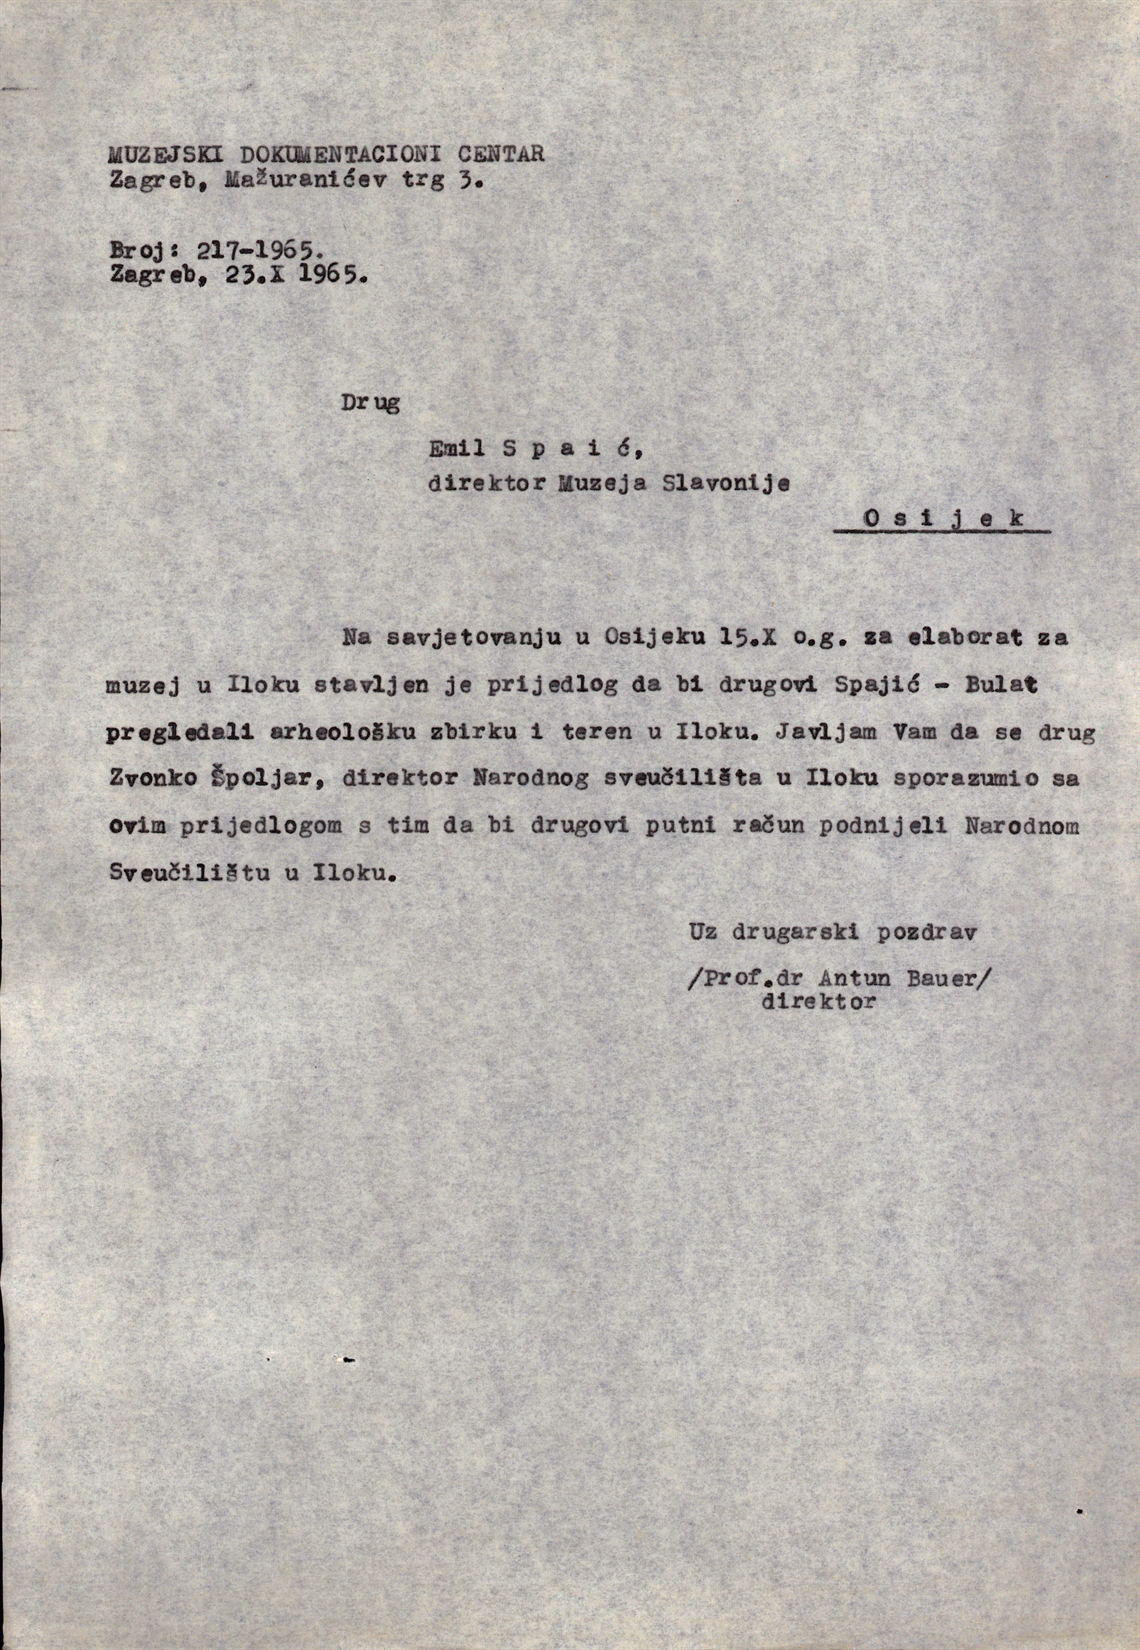 MUZEJSKI DOKUMENTACIONI CENTAR
Zagreb, Mažuranićev trg 3.
Broj: 217-1965.
Zagreb, 23.X 1965.
Drug
Emil S p a i ć,
direktor Muzeja Slavonije
O s i j e k
Na savjetovanju u Osijeku 15.X o.g. za elaborat za
muzej u Iloku stavljen je prijedlog da bi drugovi Spajić - Bulat
pregledali arheološku zbirku i teren u Iloku. Javljam Vam da se drug
Zvonko Špoljar, direktor Narodnog sveučilišta u Iloku sporazumio sa
ovim prijedlogom s tim da bi drugovi putni račun podnijeli Narodnom
Sveučilištu u Iloku.
Uz drugarski pozdrav
/Prof.dr Antun Bauer/
direktor